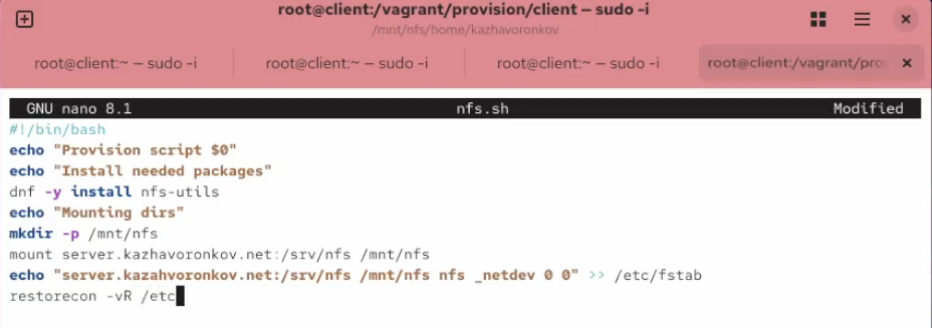 root@client:/vagrant/provision/client — sudo -i
/mnt/nfs/home/kazhavoronkov
root@client:~ — sudo -i
root@client:~ — sudo -i
root@client:~ — sudo -i
root@client:/vagrant/pro
GNU nano 8.1 nfs.sh Modified
#!/bin/bash
echo "Provision script $0"
echo "Install needed packages"
dnf -y install nfs-utils
echo "Mounting dirs"
mkdir -p /mnt/nfs
mount server.kazhavoronkov.net:/srv/nfs /mnt/nfs
echo "server.kazahvoronkov.net:/srv/nfs /mnt/nfs nfs _netdev 0 0" >> /etc/fstab
restorecon -vR /etc